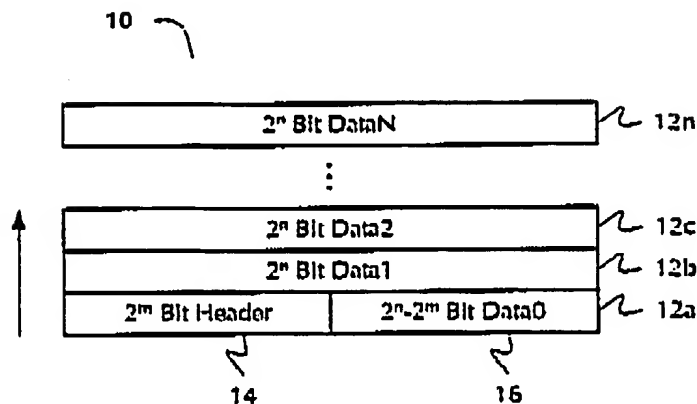 10
2ⁿ Bit DataN 12n
2ⁿ Bit Data2 12c
2ⁿ Bit Data1 12b
2ᵐ Bit Header 2ⁿ-2ᵐ Bit Data0 12a
14 16